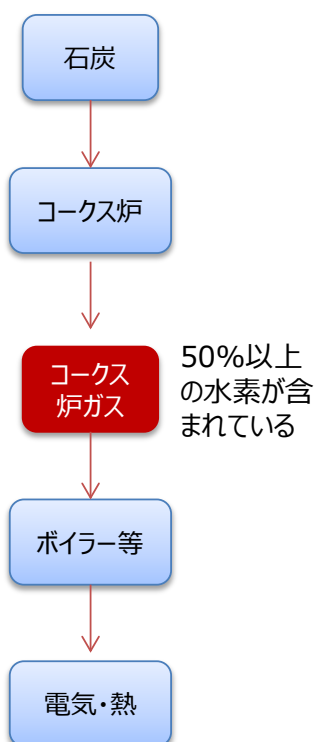 石炭
コークス炉
コークス
炉ガス
50%以上
の水素が含
まれている
ボイラー等
電気・熱